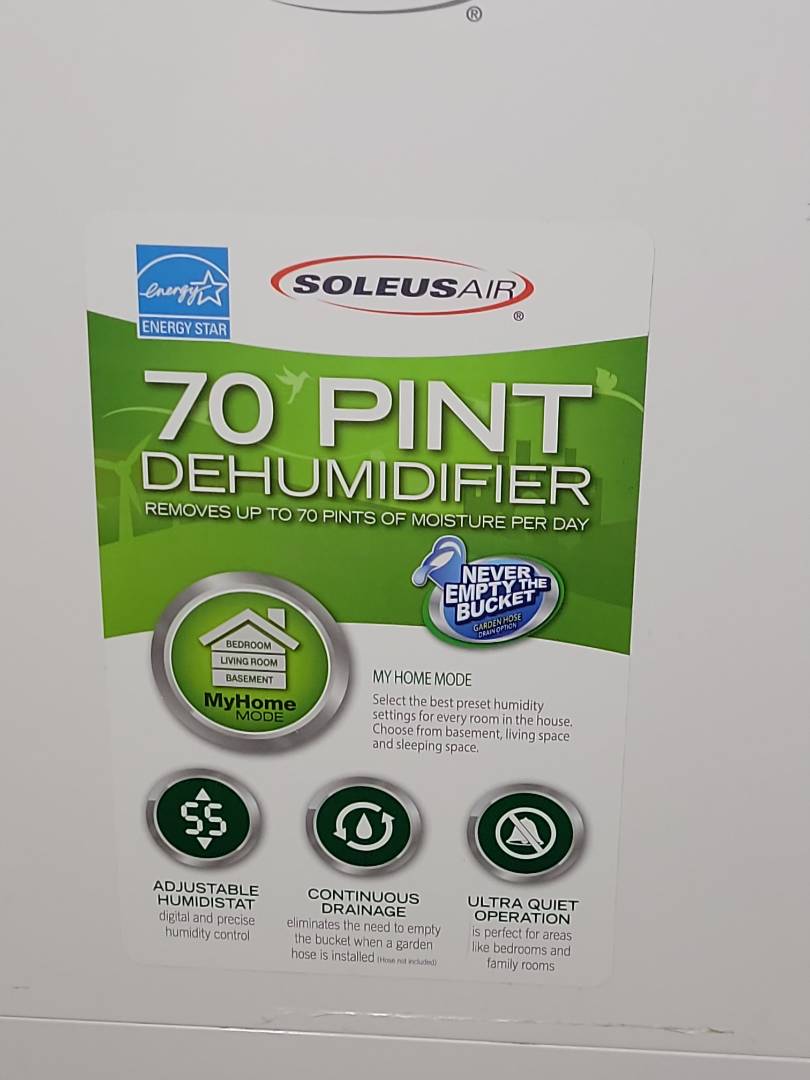 ®
energy
ENERGY STAR
SOLEUSAIR
®
70 PINT
DEHUMIDIFIER
REMOVES UP TO 70 PINTS OF MOISTURE PER DAY
NEVER
EMPTY THE
BUCKET
GARDEN HOSE
DRAIN OPTION
BEDROOM
LIVING ROOM
BASEMENT
MyHome
MODE
MY HOME MODE
Select the best preset humidity
settings for every room in the house.
Choose from basement, living space
and sleeping space.
55
ADJUSTABLE
HUMIDISTAT
digital and precise
humidity control
CONTINUOUS
DRAINAGE
eliminates the need to empty
the bucket when a garden
hose is installed (Hose not included)
ULTRA QUIET
OPERATION
is perfect for areas
like bedrooms and
family rooms